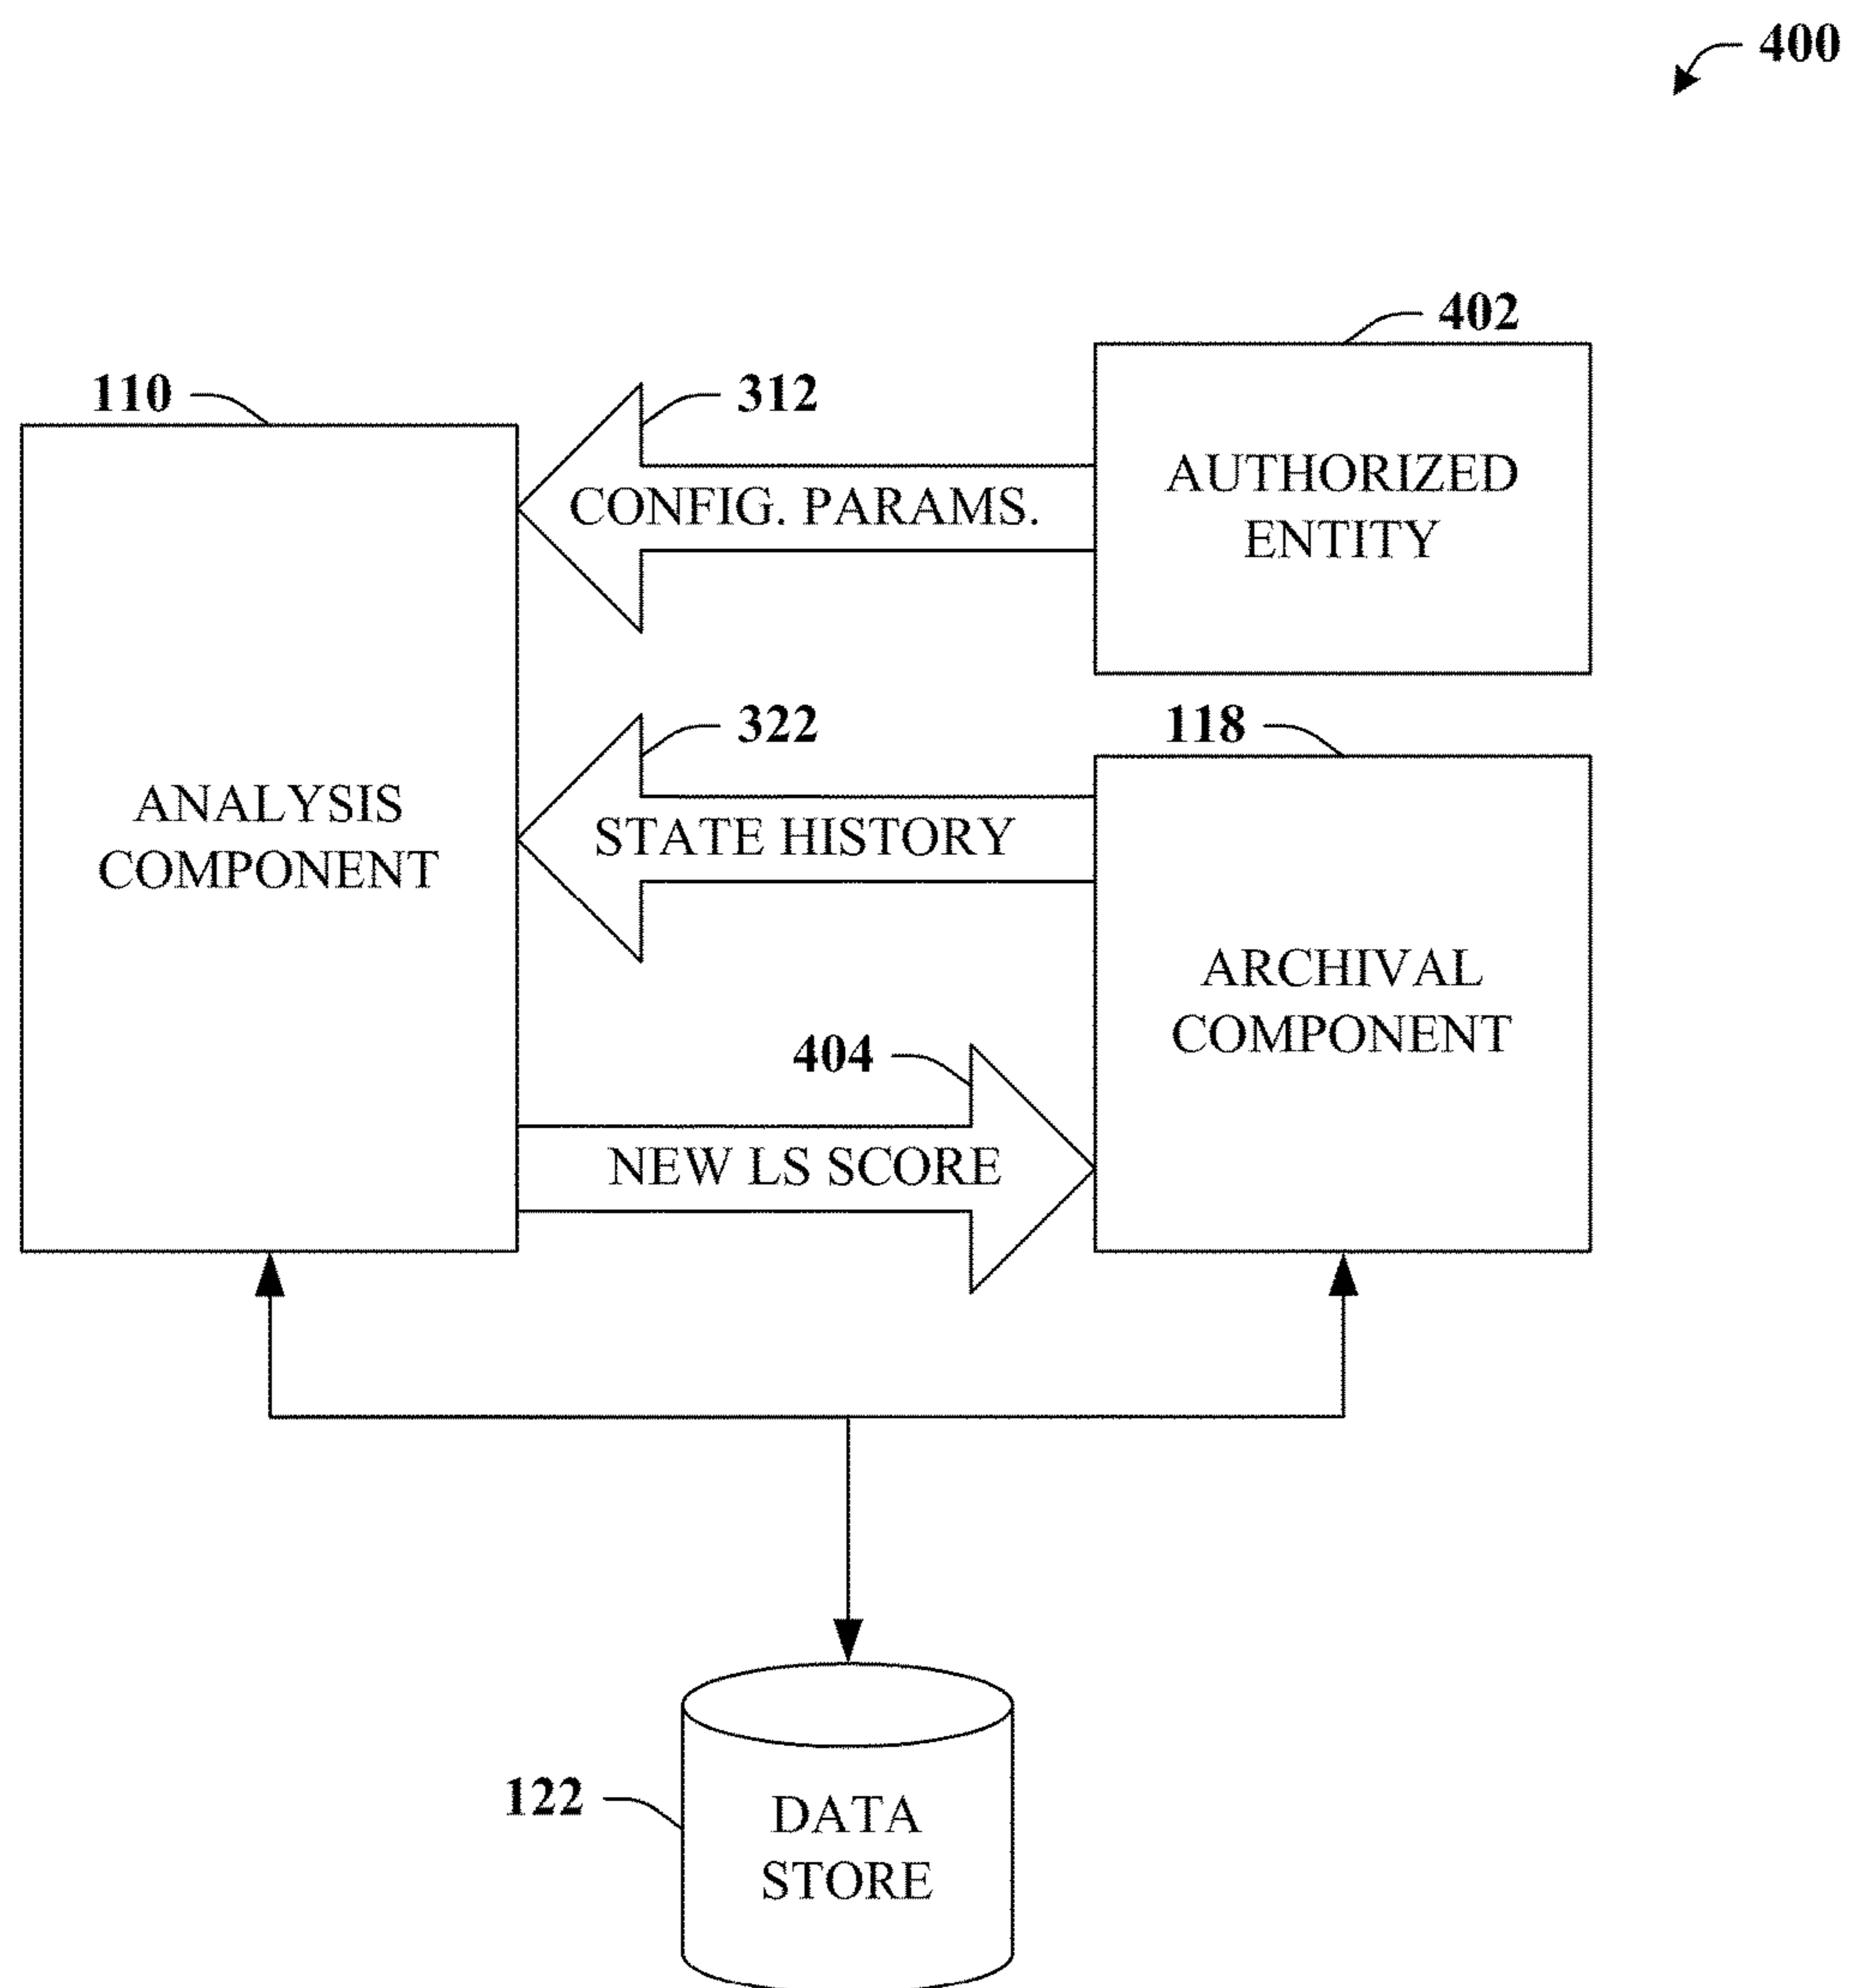 400
402
110
312
AUTHORIZED
ENTITY
CONFIG. PARAMS.
322
118
ANALYSIS
COMPONENT
STATE HISTORY
ARCHIVAL
COMPONENT
404
NEW LS SCORE
122
DATA
STORE